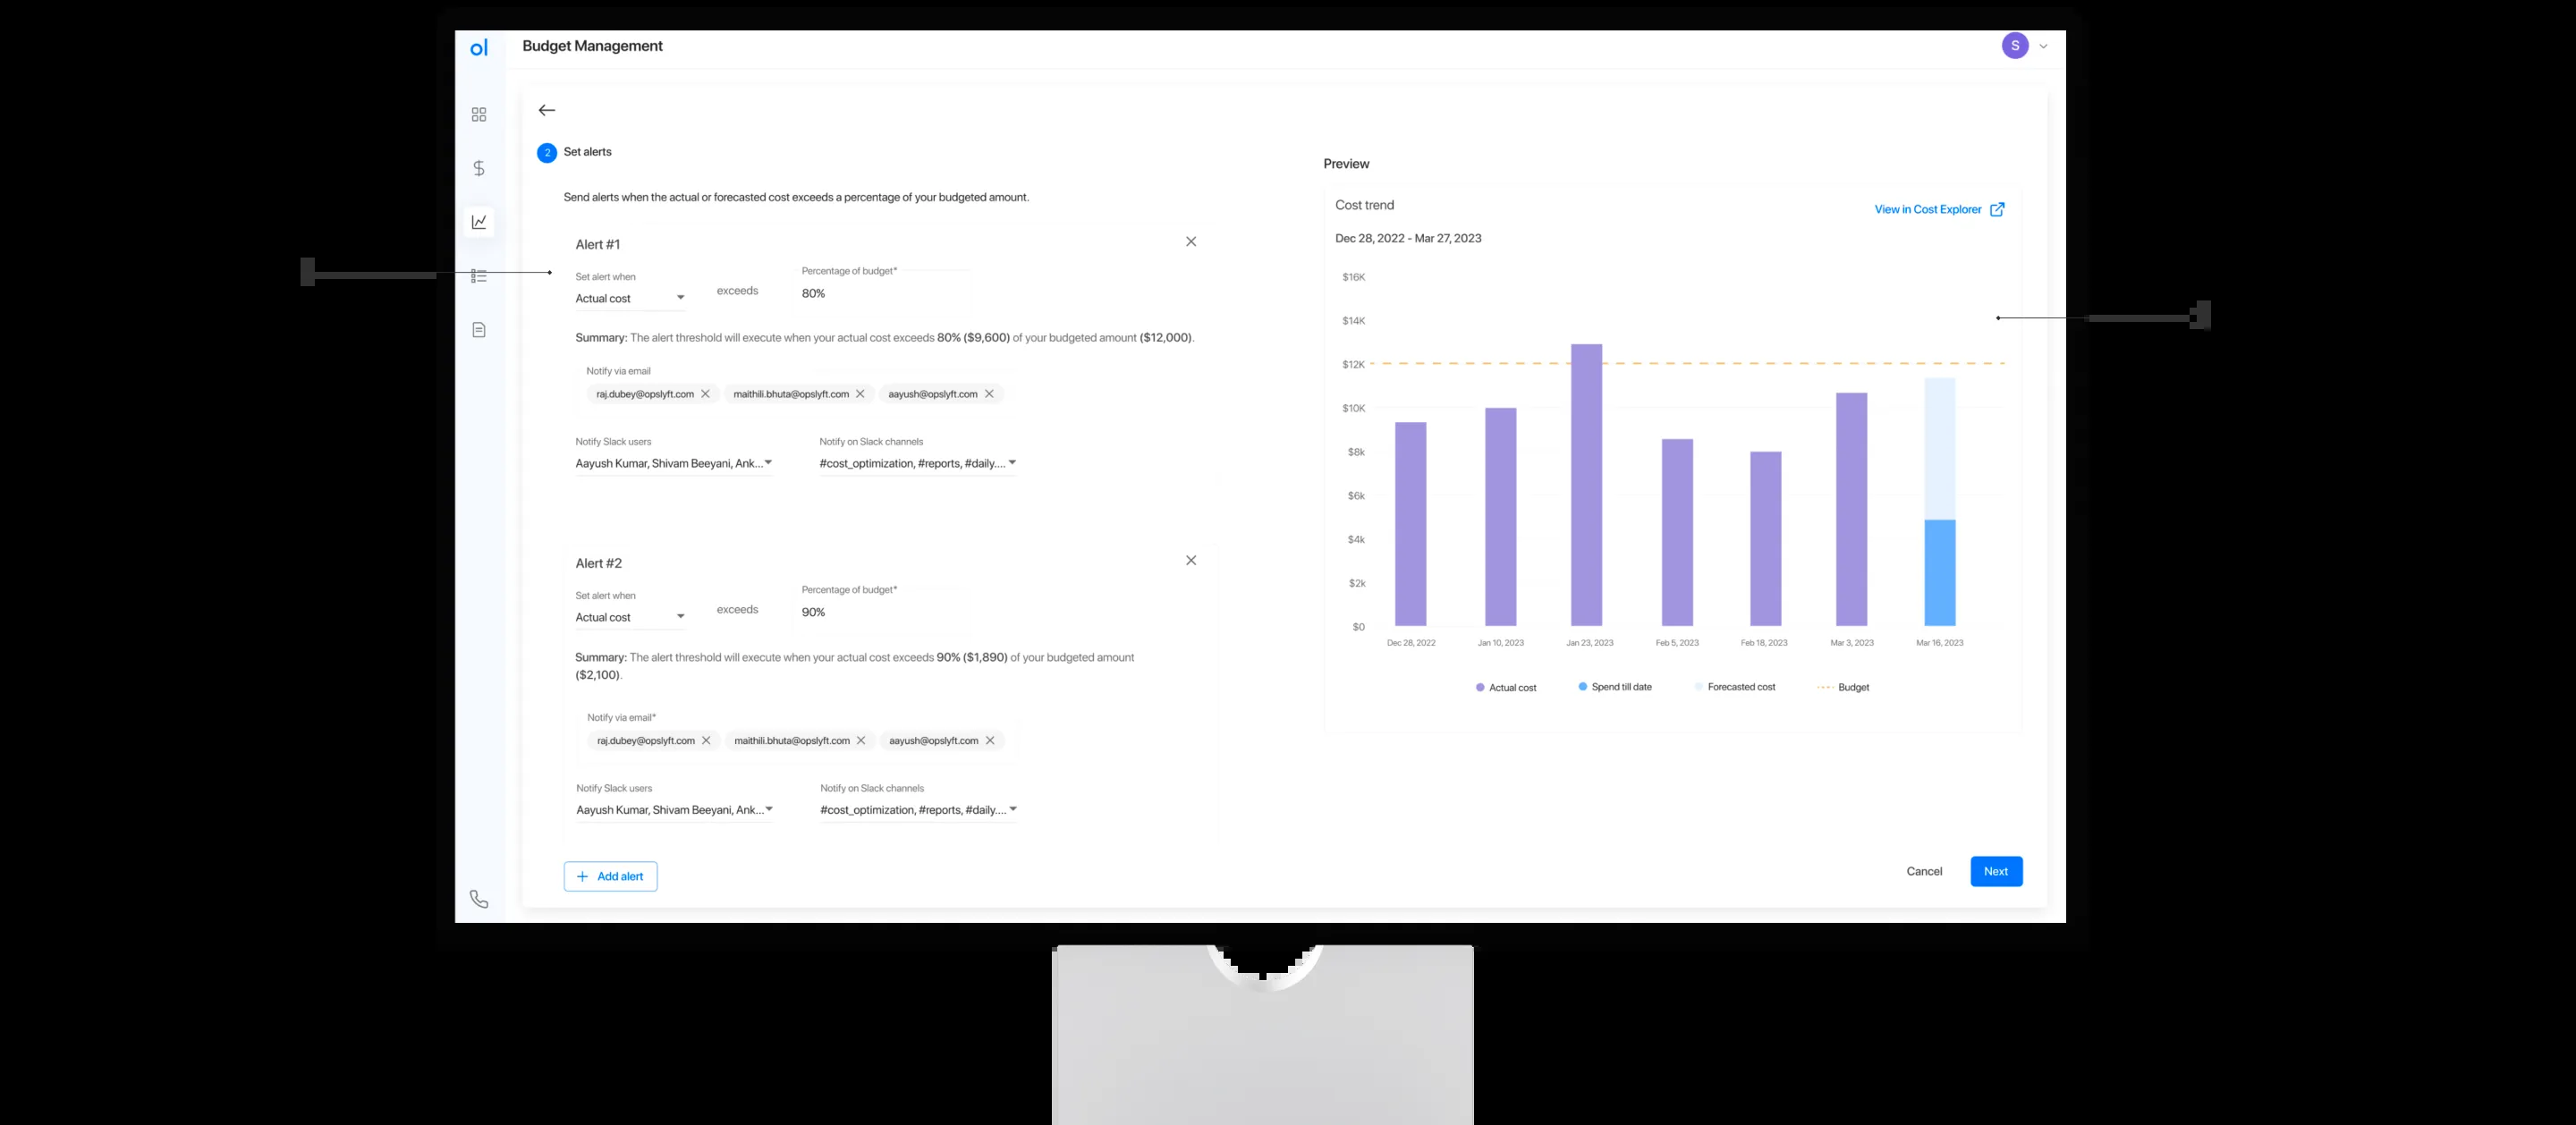 ol
Budget Management
S
2
Set alerts
Send alerts when the actual or forecasted cost exceeds a percentage of your budgeted amount.
Alert #1
Set alert when
Actual cost
exceeds
Percentage of budget*
80%
Summary: The alert threshold will execute when your actual cost exceeds 80% ($9,600) of your budgeted amount ($12,000).
Notify via email
raj.dubey@opslyft.com
maithili.bhuta@opslyft.com
aayush@opslyft.com
Notify Slack users
Aayush Kumar, Shivam Beeyani, Ank...
Notify on Slack channels
#cost_optimization, #reports, #daily....
Alert #2
Set alert when
Actual cost
exceeds
Percentage of budget*
90%
Summary: The alert threshold will execute when your actual cost exceeds 90% ($1,890) of your budgeted amount
($2,100).
Notify via email*
raj.dubey@opslyft.com
maithili.bhuta@opslyft.com
aayush@opslyft.com
Notify Slack users
Aayush Kumar, Shivam Beeyani, Ank...
Notify on Slack channels
#cost_optimization, #reports, #daily....
Add alert
Preview
Cost trend
View in Cost Explorer
Dec 28, 2022 - Mar 27, 2023
$16K
$14K
$12K
$10K
$8k
$6k
$4k
$2k
$0
Dec 28, 2022
Jan 10, 2023
Jan 23, 2023
Feb 5, 2023
Feb 18, 2023
Mar 3, 2023
Mar 16, 2023
Actual cost
Spend till date
Forecasted cost
Budget
Cancel
Next